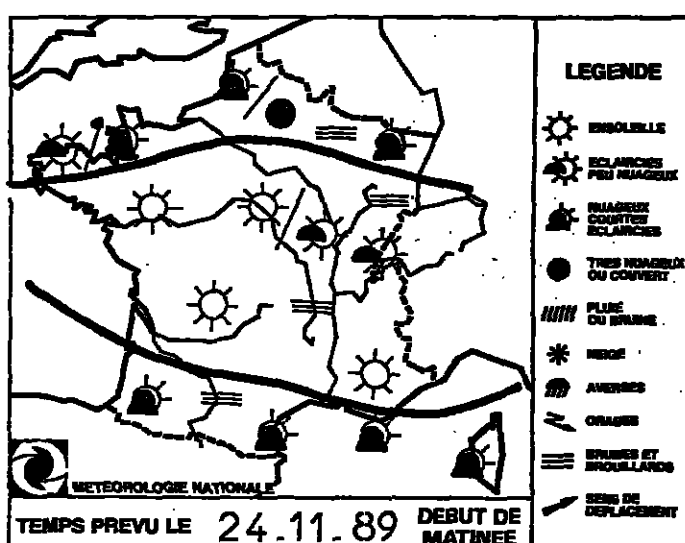 LEGENDE
ENSOLEILLE
ECLAIRCIES
PEU NUAGEUX
NUAGEUX
COURTES
ECLAIRCIES
TRES NUAGEUX
OU COUVERT
PLUIE
OU BRUINE
NEIGE
AVERSES
ORAGES
BRUMES ET
BROUILLARDS
SENS DE
DEPLACEMENT
METEOROLOGIE NATIONALE
TEMPS PREVU LE 24.11.89 DEBUT DE
MATINEE